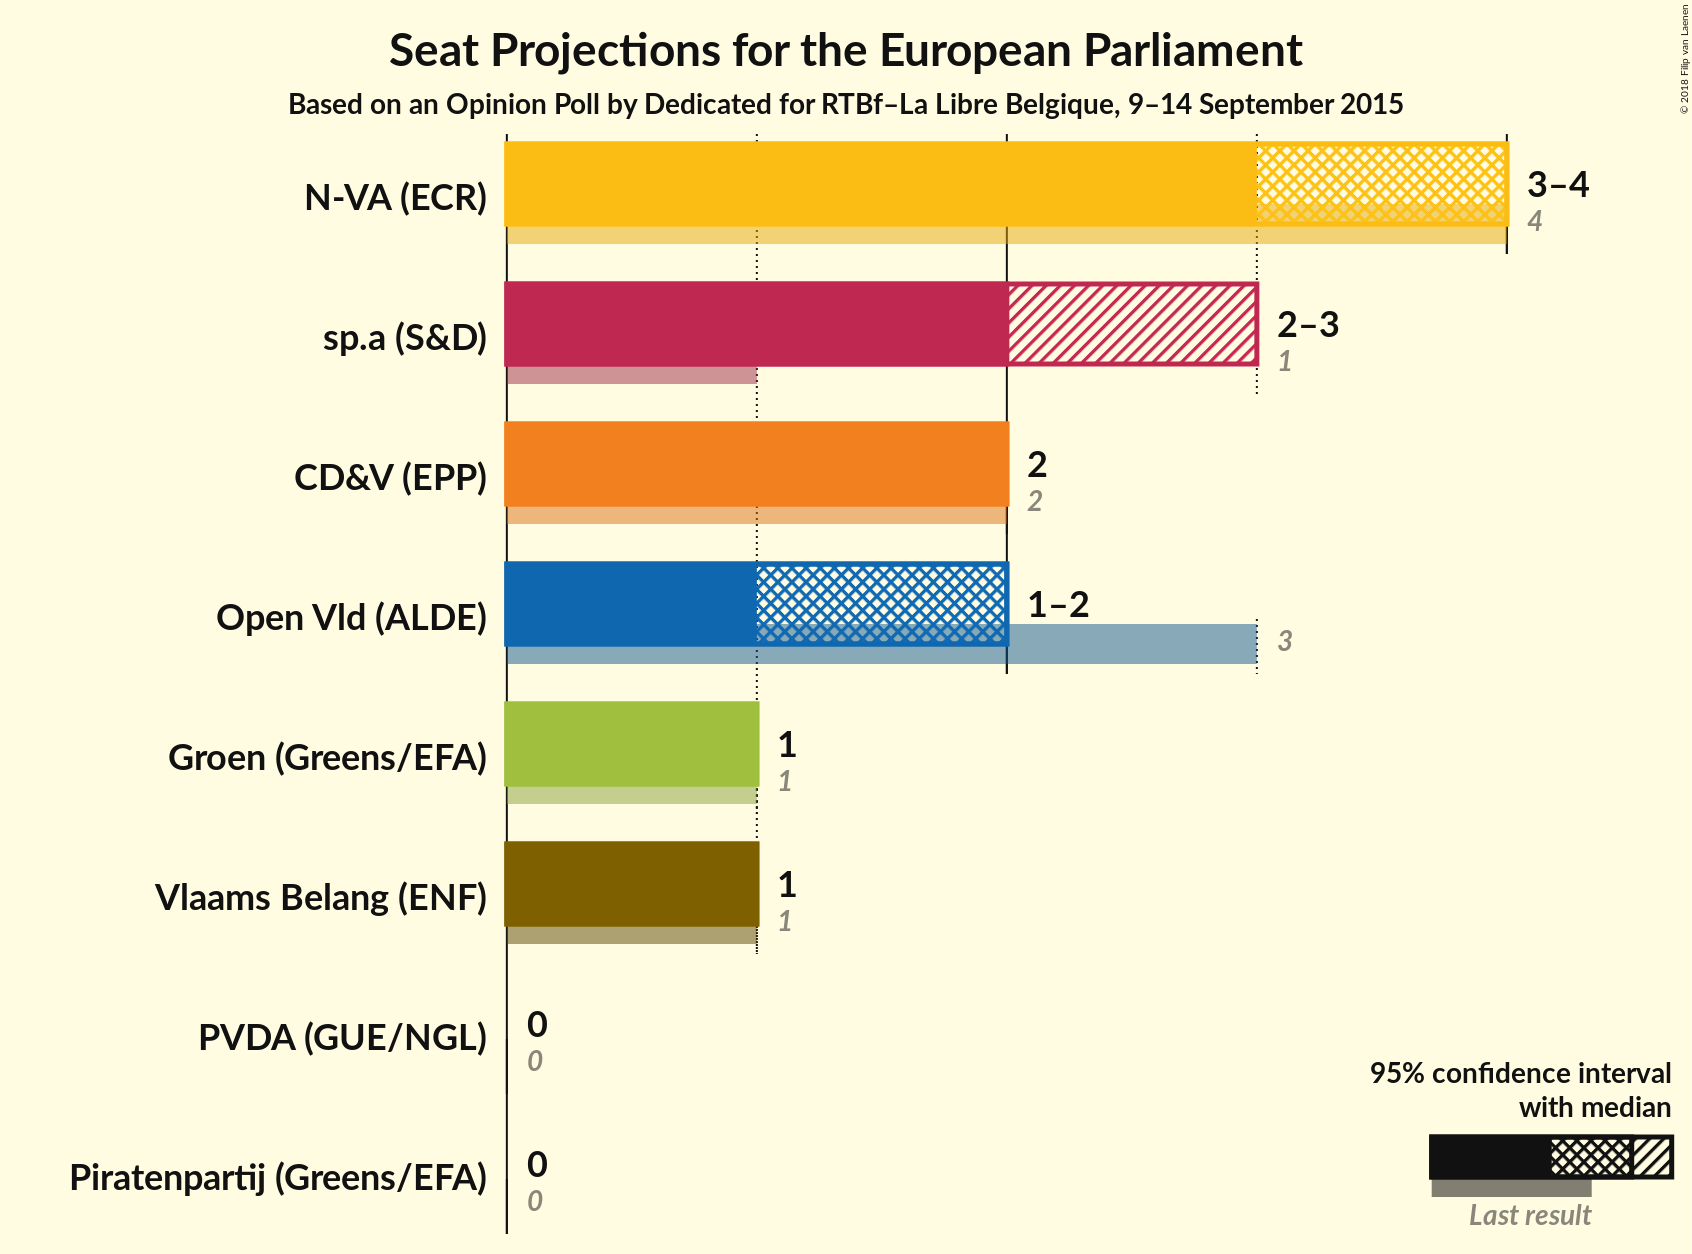 Seat Projections for the European Parliament
Based on an Opinion Poll by Dedicated for RTBf–La Libre Belgique, 9–14 September 2015
© 2018 Filip van Laenen
N-VA (ECR)
3–4
4
sp.a (S&D)
2–3
1
CD&V (EPP)
2
2
Open Vld (ALDE)
1–2
3
Groen (Greens/EFA)
1
1
Vlaams Belang (ENF)
1
1
PVDA (GUE/NGL)
0
0
Piratenpartij (Greens/EFA)
0
0
95% confidence interval
with median
Last result